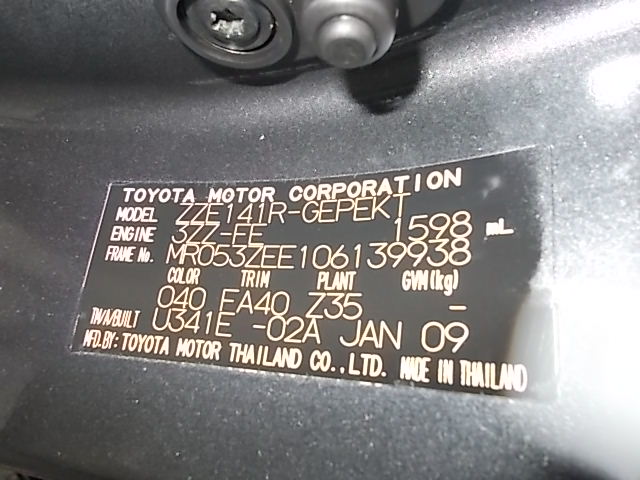 TOYOTA MOTOR CORPORATION
MODEL ZZE141R-GEPEKT
ENGINE 3ZZ-FE 1598 mL
FRAME No. MR053ZEE106139938
COLOR TRIM PLANT GVM(kg)
040 FA40 Z35 -
TM/A/BUILT U341E -02A JAN 09
MFD.BY: TOYOTA MOTOR THAILAND CO.,LTD. MADE IN THAILAND